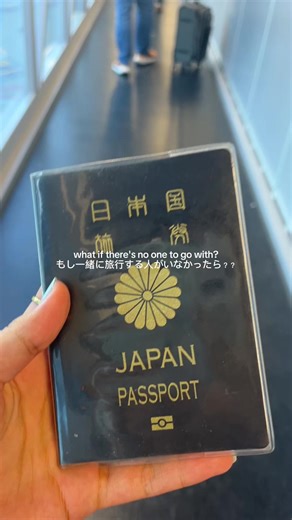 日本国
旅券
what if there's no one to go with?
もし一緒に旅行する人がいなかったら？？
JAPAN
PASSPORT